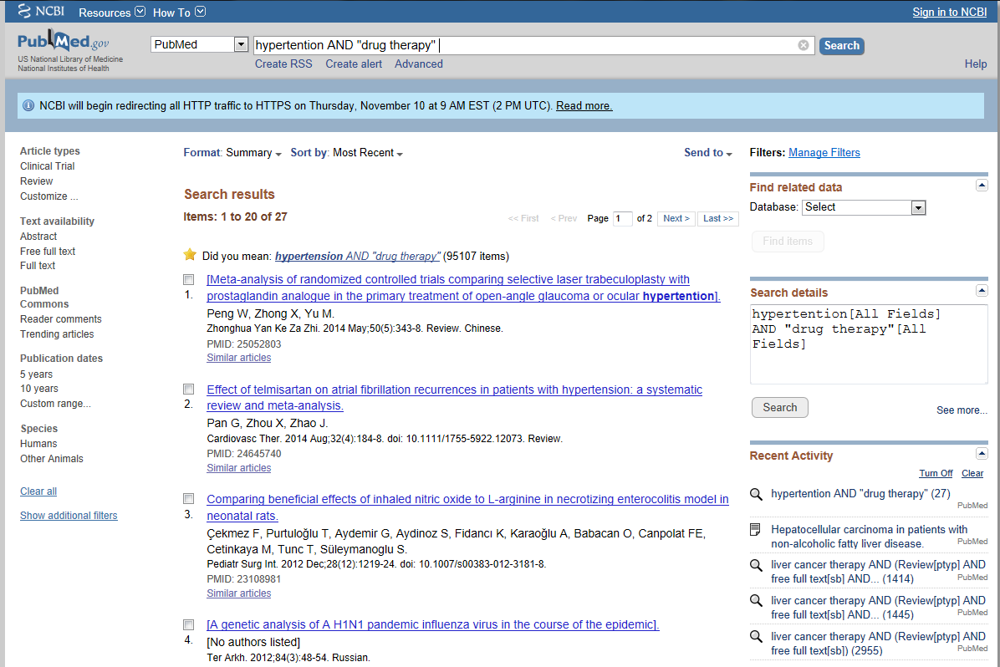 NCBI Resources How To Sign in to NCBI
PubMed.gov
US National Library of Medicine
National Institutes of Health
PubMed hypertention AND "drug therapy" Search
Create RSS Create alert Advanced Help
NCBI will begin redirecting all HTTP traffic to HTTPS on Thursday, November 10 at 9 AM EST (2 PM UTC). Read more.
Article types
Clinical Trial
Review
Customize ...
Text availability
Abstract
Free full text
Full text
PubMed
Commons
Reader comments
Trending articles
Publication dates
5 years
10 years
Custom range...
Species
Humans
Other Animals
Clear all
Show additional filters
Format: Summary Sort by: Most Recent Send to
Search results
Items: 1 to 20 of 27
<< First < Prev Page 1 of 2 Next > Last >>
Did you mean: hypertension AND "drug therapy" (95107 items)
[Meta-analysis of randomized controlled trials comparing selective laser trabeculoplasty with
1. prostaglandin analogue in the primary treatment of open-angle glaucoma or ocular hypertention].
Peng W, Zhong X, Yu M.
Zhonghua Yan Ke Za Zhi. 2014 May;50(5):343-8. Review. Chinese.
PMID: 25052803
Similar articles
Effect of telmisartan on atrial fibrillation recurrences in patients with hypertension: a systematic
2. review and meta-analysis.
Pan G, Zhou X, Zhao J.
Cardiovasc Ther. 2014 Aug;32(4):184-8. doi: 10.1111/1755-5922.12073. Review.
PMID: 24645740
Similar articles
Comparing beneficial effects of inhaled nitric oxide to L-arginine in necrotizing enterocolitis model in
3. neonatal rats.
Çekmez F, Purtuloğlu T, Aydemir G, Aydinoz S, Fidancı K, Karaoğlu A, Babacan O, Canpolat FE,
Cetinkaya M, Tunc T, Süleymanoglu S.
Pediatr Surg Int. 2012 Dec;28(12):1219-24. doi: 10.1007/s00383-012-3181-8.
PMID: 23108981
Similar articles
[A genetic analysis of A H1N1 pandemic influenza virus in the course of the epidemic].
4. [No authors listed]
Ter Arkh. 2012;84(3):48-54. Russian.
Filters: Manage Filters
Find related data
Database: Select
Find items
Search details
hypertention[All Fields]
AND "drug therapy"[All
Fields]
Search See more...
Recent Activity
Turn Off Clear
hypertention AND "drug therapy" (27)
PubMed
Hepatocellular carcinoma in patients with
non-alcoholic fatty liver disease. PubMed
liver cancer therapy AND (Review[ptyp] AND
free full text[sb] AND... (1414) PubMed
liver cancer therapy AND (Review[ptyp] AND
free full text[sb] AND... (1445) PubMed
liver cancer therapy AND (Review[ptyp] AND
free full text[sb]) (2955) PubMed